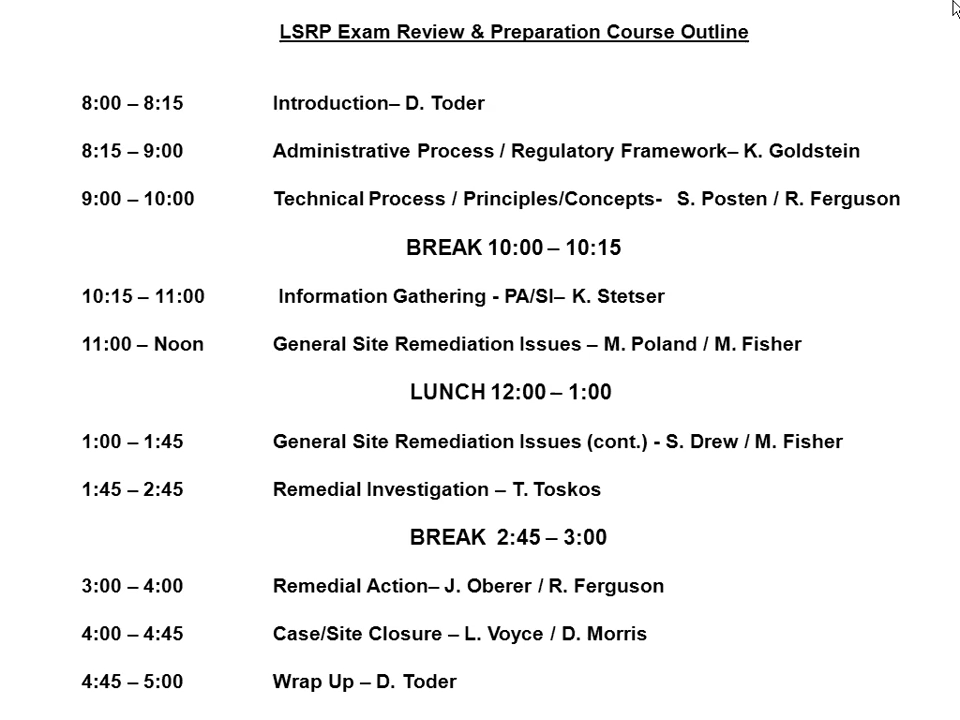 LSRP Exam Review & Preparation Course Outline
8:00 – 8:15 Introduction– D. Toder
8:15 – 9:00 Administrative Process / Regulatory Framework– K. Goldstein
9:00 – 10:00 Technical Process / Principles/Concepts- S. Posten / R. Ferguson
BREAK 10:00 – 10:15
10:15 – 11:00 Information Gathering - PA/SI– K. Stetser
11:00 – Noon General Site Remediation Issues – M. Poland / M. Fisher
LUNCH 12:00 – 1:00
1:00 – 1:45 General Site Remediation Issues (cont.) - S. Drew / M. Fisher
1:45 – 2:45 Remedial Investigation – T. Toskos
BREAK 2:45 – 3:00
3:00 – 4:00 Remedial Action– J. Oberer / R. Ferguson
4:00 – 4:45 Case/Site Closure – L. Voyce / D. Morris
4:45 – 5:00 Wrap Up – D. Toder